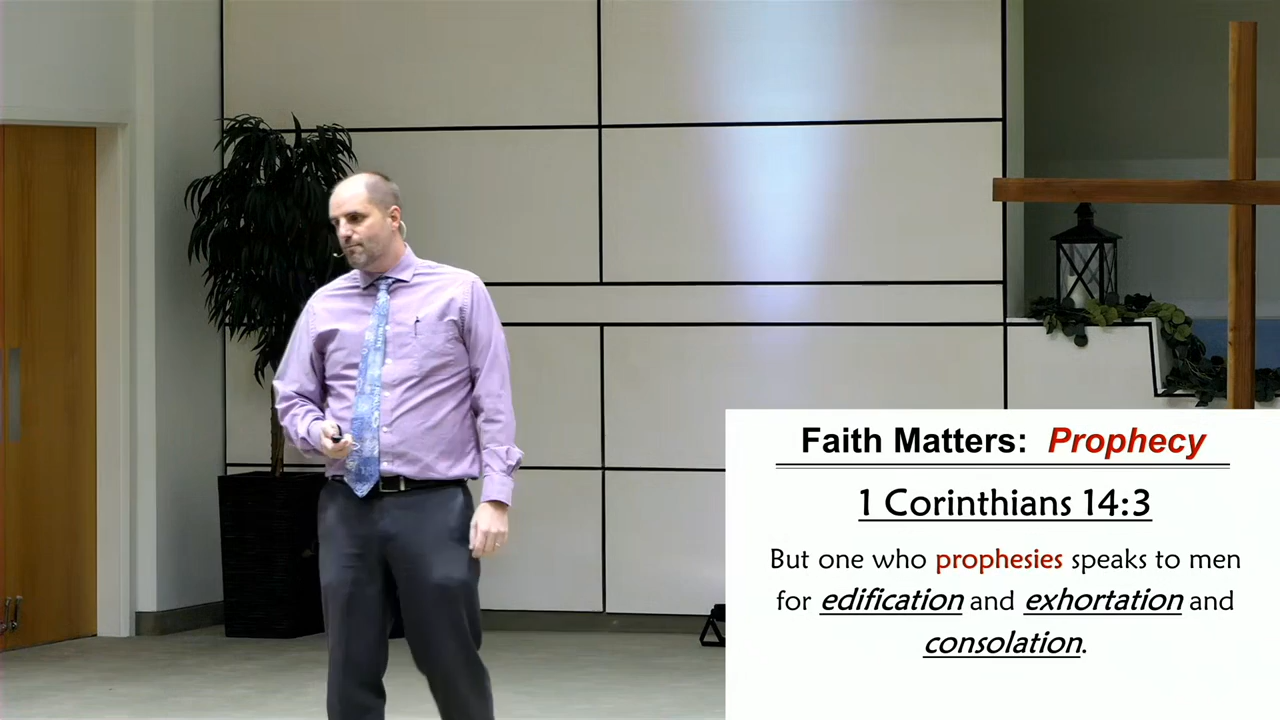 Faith Matters: Prophecy
1 Corinthians 14:3
But one who prophesies speaks to men
for edification and exhortation and
consolation.